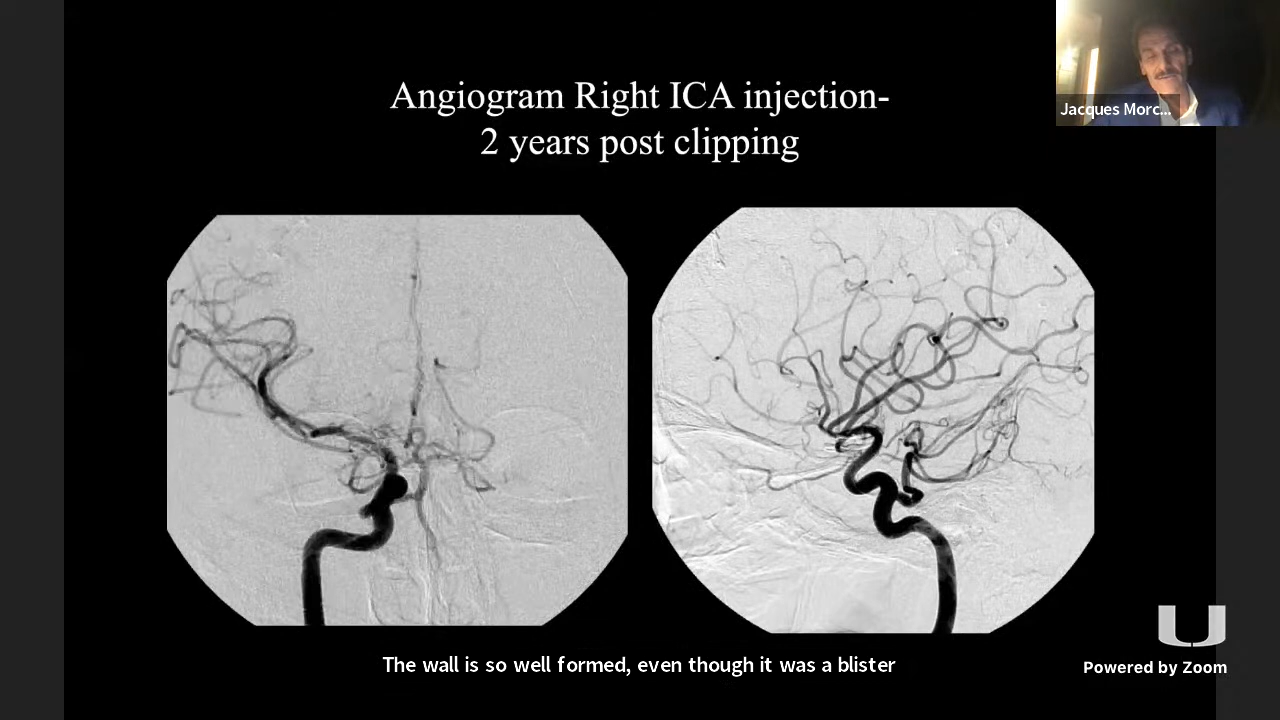 Angiogram Right ICA injection-
2 years post clipping
Jacques Morc...
The wall is so well formed, even though it was a blister
U
Powered by Zoom